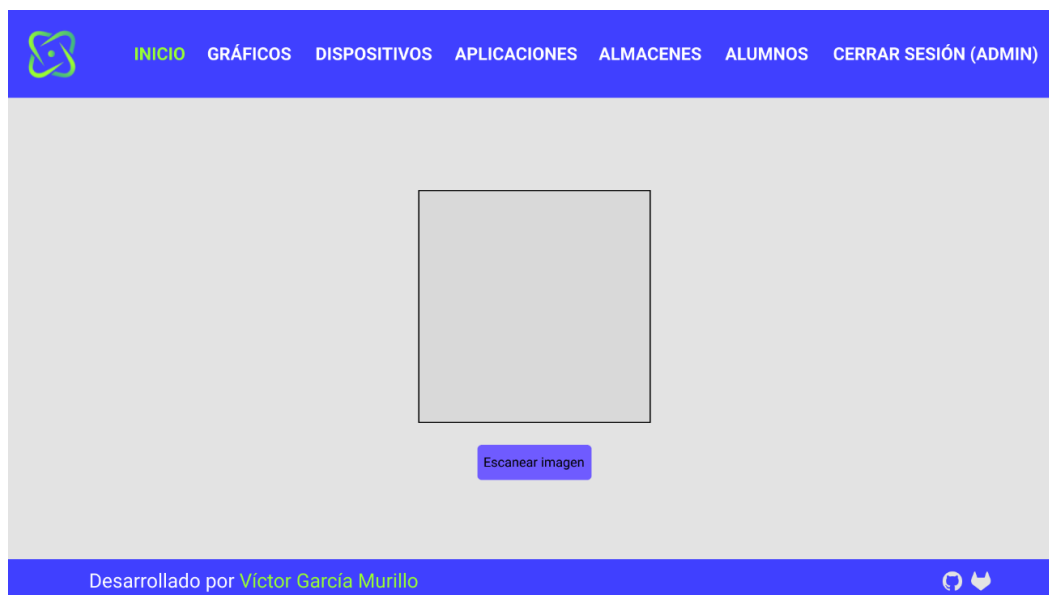 INICIO GRÁFICOS DISPOSITIVOS APLICACIONES ALMACENES ALUMNOS CERRAR SESIÓN (ADMIN)
Escanear imagen
Desarrollado por Víctor García Murillo